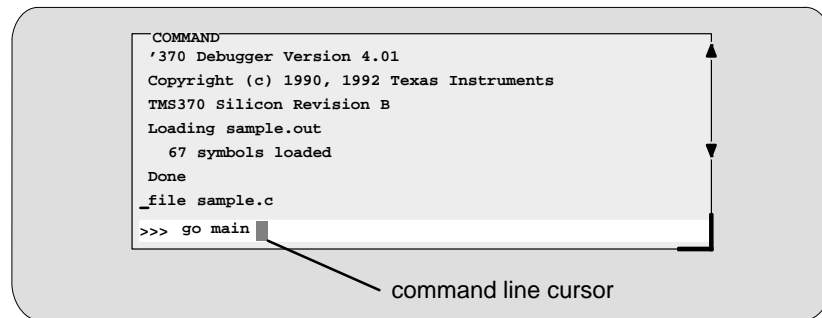 COMMAND
’370 Debugger Version 4.01
Copyright (c) 1990, 1992 Texas Instruments
TMS370 Silicon Revision B
Loading sample.out
67 symbols loaded
Done
file sample.c
>>> go main
command line cursor